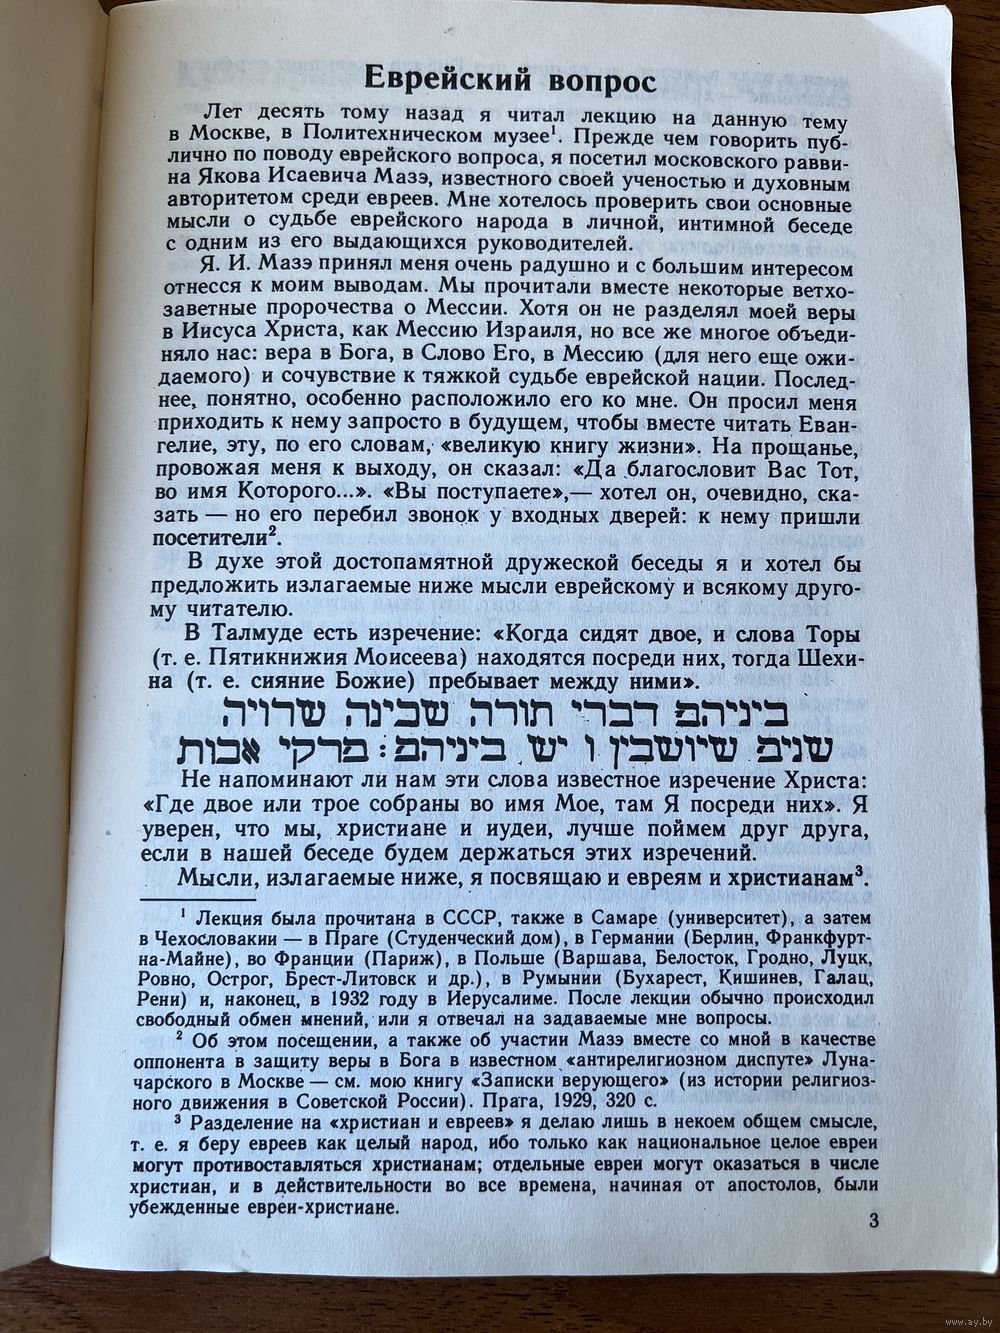 Еврейский вопрос
Лет десять тому назад я читал лекцию на данную тему
в Москве, в Политехническом музее¹. Прежде чем говорить пуб-
лично по поводу еврейского вопроса, я посетил московского равви-
на Якова Исаевича Мазэ, известного своей ученостью и духовным
авторитетом среди евреев. Мне хотелось проверить свои основные
мысли о судьбе еврейского народа в личной, интимной беседе
с одним из его выдающихся руководителей.
Я. И. Мазэ принял меня очень радушно и с большим интересом
отнесся к моим выводам. Мы прочитали вместе некоторые ветхо-
заветные пророчества о Мессии. Хотя он не разделял моей веры
в Иисуса Христа, как Мессию Израиля, но все же многое объеди-
няло нас: вера в Бога, в Слово Его, в Мессию (для него еще ожи-
даемого) и сочувствие к тяжкой судьбе еврейской нации. Послед-
нее, понятно, особенно расположило его ко мне. Он просил меня
приходить к нему запросто в будущем, чтобы вместе читать Еван-
гелие, эту, по его словам, «великую книгу жизни». На прощанье,
провожая меня к выходу, он сказал: «Да благословит Вас Тот,
во имя Которого...». «Вы поступаете»,— хотел он, очевидно, ска-
зать — но его перебил звонок у входных дверей: к нему пришли
посетители².
В духе этой достопамятной дружеской беседы я и хотел бы
предложить излагаемые ниже мысли еврейскому и всякому друго-
му читателю.
В Талмуде есть изречение: «Когда сидят двое, и слова Торы
(т. е. Пятикнижия Моисеева) находятся посреди них, тогда Шехи-
на (т. е. сияние Божие) пребывает между ними».
ביניהם דברי תורה שכינה שרויה
שנים שיושבין ו יש ביניהם : פרקי אבות
Не напоминают ли нам эти слова известное изречение Христа:
«Где двое или трое собраны во имя Мое, там Я посреди них». Я
уверен, что мы, христиане и иудеи, лучше поймем друг друга,
если в нашей беседе будем держаться этих изречений.
Мысли, излагаемые ниже, я посвящаю и евреям и христианам³.
¹ Лекция была прочитана в СССР, также в Самаре (университет), а затем
в Чехословакии — в Праге (Студенческий дом), в Германии (Берлин, Франкфурт-
на-Майне), во Франции (Париж), в Польше (Варшава, Белосток, Гродно, Луцк,
Ровно, Острог, Брест-Литовск и др.), в Румынии (Бухарест, Кишинев, Галац,
Рени) и, наконец, в 1932 году в Иерусалиме. После лекции обычно происходил
свободный обмен мнений, или я отвечал на задаваемые мне вопросы.
² Об этом посещении, а также об участии Мазэ вместе со мной в качестве
оппонента в защиту веры в Бога в известном «антирелигиозном диспуте» Луна-
чарского в Москве — см. мою книгу «Записки верующего» (из истории религиоз-
ного движения в Советской России). Прага, 1929, 320 с.
³ Разделение на «христиан и евреев» я делаю лишь в некоем общем смысле,
т. е. я беру евреев как целый народ, ибо только как национальное целое евреи
могут противоставляться христианам; отдельные евреи могут оказаться в числе
христиан, и в действительности во все времена, начиная от апостолов, были
убежденные евреи-христиане.
3
www.ay.by